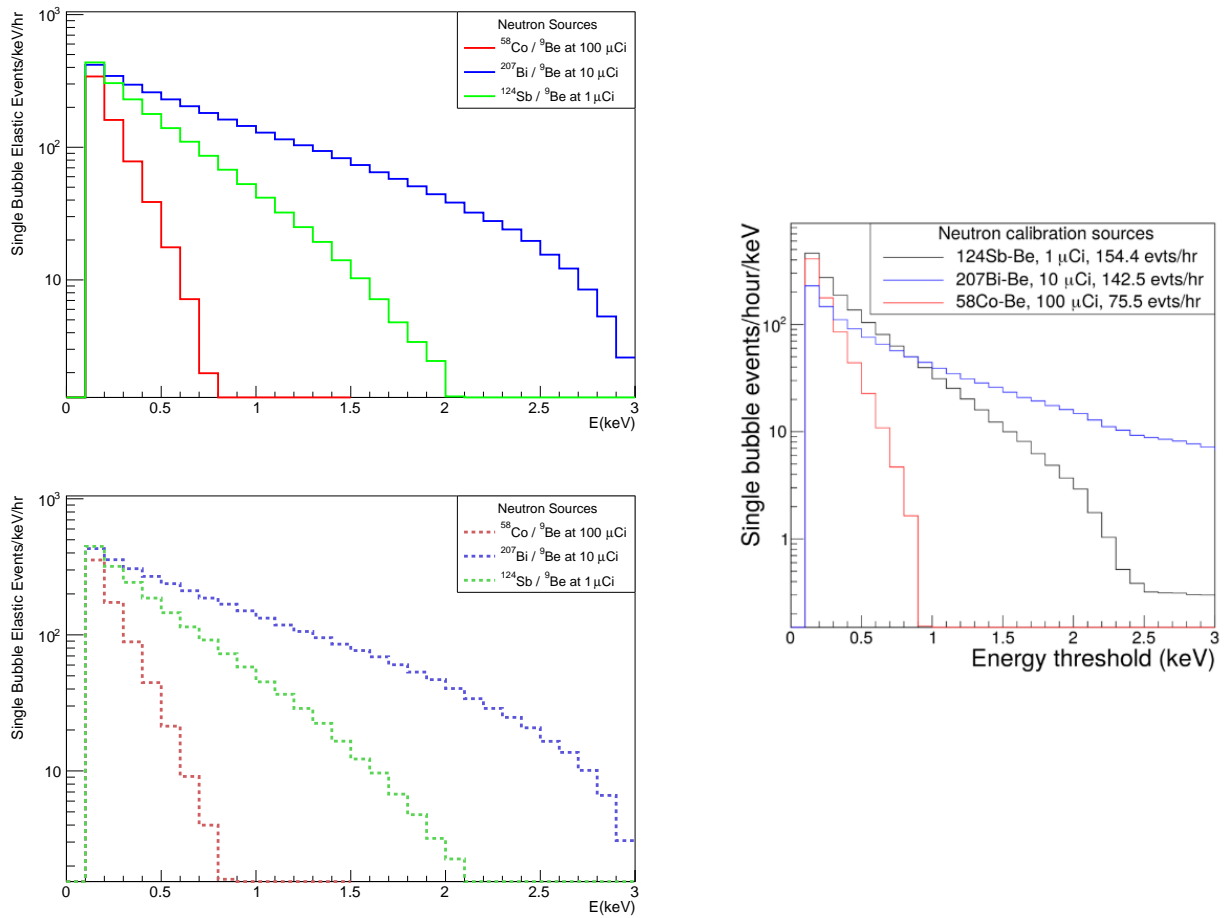 Single Bubble Elastic Events/keV/hr
10³
10²
10
Neutron Sources
⁵⁸Co / ⁹Be at 100 μCi
²⁰⁷Bi / ⁹Be at 10 μCi
¹²⁴Sb / ⁹Be at 1 μCi
0 0.5 1 1.5 2 2.5 3
E(keV)
Single Bubble Elastic Events/keV/hr
10³
10²
10
Neutron Sources
⁵⁸Co / ⁹Be at 100 μCi
²⁰⁷Bi / ⁹Be at 10 μCi
¹²⁴Sb / ⁹Be at 1 μCi
0 0.5 1 1.5 2 2.5 3
E(keV)
Single bubble events/hour/keV
10²
10
1
Neutron calibration sources
124Sb-Be, 1 μCi, 154.4 evts/hr
207Bi-Be, 10 μCi, 142.5 evts/hr
58Co-Be, 100 μCi, 75.5 evts/hr
0 0.5 1 1.5 2 2.5 3
Energy threshold (keV)